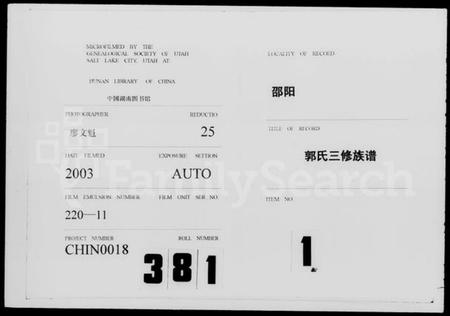 MICROFILMED BY THE
GENEALOGICAL SOCIETY OF UTAH
SALT LAKE CITY, UTAH AT
HUNAN LIBRARY OF CHINA
中国湖南图书馆
PHOTOGRAPHER REDUCTIO
廖文魁 25
DATE FILMED EXPOSURE SETTION
2003 AUTO
FILM EMULSION NUMBER FILM UNIT SER NO
220—11
PROJECT NUMBER ROLL NUMBER
CHIN0018 381
LOCALITY OF RECORD
邵阳
TITLE OF RECORD
郭氏三修族谱
ITEM NO
1
FamilySearch